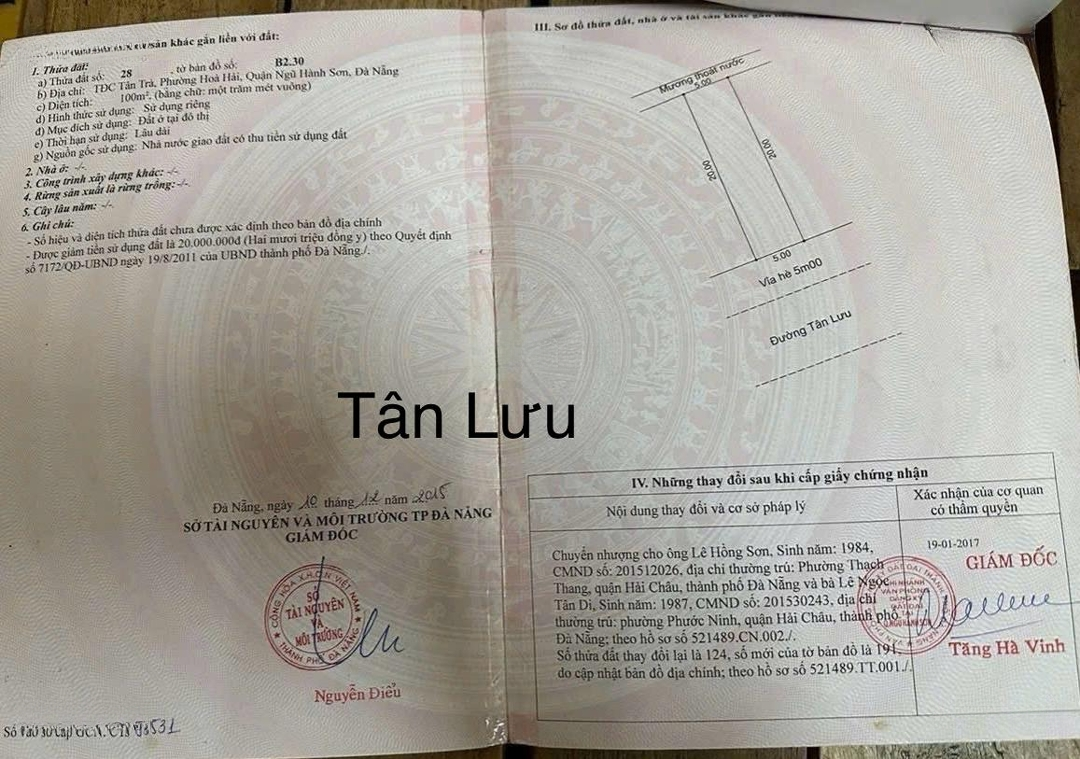 sản khác gắn liền với đất:
1. Thửa đất:
a) Thửa đất số: 28 , tờ bản đồ số: B2.30
b) Địa chỉ: TĐC Tân Trà, Phường Hoà Hải, Quận Ngũ Hành Sơn, Đà Nẵng
c) Diện tích: 100m², (bằng chữ: một trăm mét vuông)
d) Hình thức sử dụng: Sử dụng riêng
đ) Mục đích sử dụng: Đất ở tại đô thị
e) Thời hạn sử dụng: Lâu dài
g) Nguồn gốc sử dụng: Nhà nước giao đất có thu tiền sử dụng đất
2. Nhà ở: -/-
3. Công trình xây dựng khác: -/-
4. Rừng sản xuất là rừng trồng: -/-.
5. Cây lâu năm: -/-.
6. Ghi chú:
- Số hiệu và diện tích thửa đất chưa được xác định theo bản đồ địa chính
- Được giảm tiền sử dụng đất là 20.000.000đ (Hai mươi triệu đồng y) theo Quyết định
số 7172/QĐ-UBND ngày 19/8/2011 của UBND thành phố Đà Nẵng./.
Tân Lưu
Đà Nẵng, ngày 10 tháng 12 năm 2015
SỞ TÀI NGUYÊN VÀ MÔI TRƯỜNG TP ĐÀ NẴNG
GIÁM ĐỐC
CỘNG HÒA X.H.C.N VIỆT NAM
SỞ
TÀI NGUYÊN
VÀ
MÔI TRƯỜNG
THÀNH PHỐ ĐÀ NẴNG
Nguyễn Điểu
III. Sơ đồ thửa đất, nhà ở và tài sản khác gắn
Mương thoát nước
5.00
20.00
20.00
5.00
Vỉa hè 5m00
Đường Tân Lưu
IV. Những thay đổi sau khi cấp giấy chứng nhận
Nội dung thay đổi và cơ sở pháp lý
Xác nhận của cơ quan
có thẩm quyền
Chuyển nhượng cho ông Lê Hồng Sơn, Sinh năm: 1984,
CMND số: 201512026, địa chỉ thường trú: Phường Thạch
Thang, quận Hải Châu, thành phố Đà Nẵng và bà Lê Ngọc
Tân Di, Sinh năm: 1987, CMND số: 201530243, địa chỉ
thường trú: phường Phước Ninh, quận Hải Châu, thành phố
Đà Nẵng; theo hồ sơ số 521489.CN.002./.
Số thửa đất thay đổi lại là 124, số mới của tờ bản đồ là 191,
do cập nhật bản đồ địa chính; theo hồ sơ số 521489.TT.001./.
19-01-2017
GIÁM ĐỐC
Tăng Hà Vinh